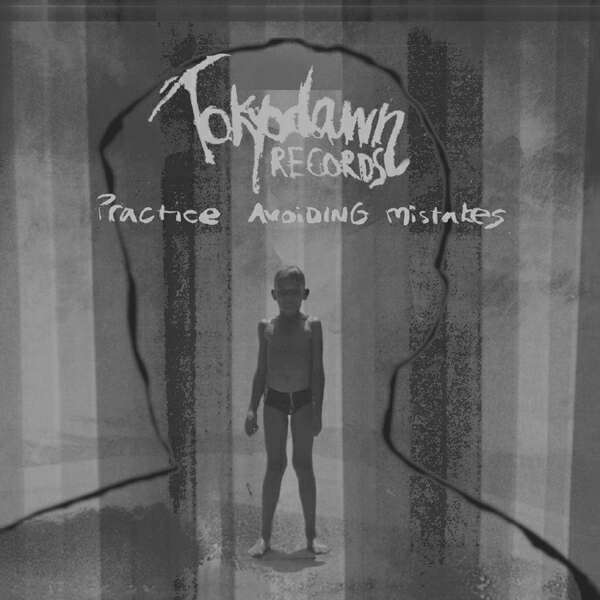 Tokyodawn
RECORDS
Practice AVOiDiNG mistakes